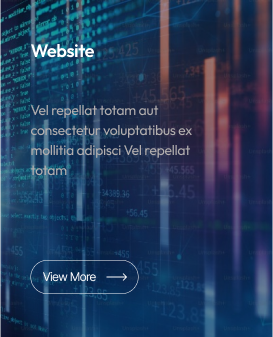 Website
Vel repellat totam aut
consectetur voluptatibus ex
mollitia adipisci Vel repellat
totam
View More